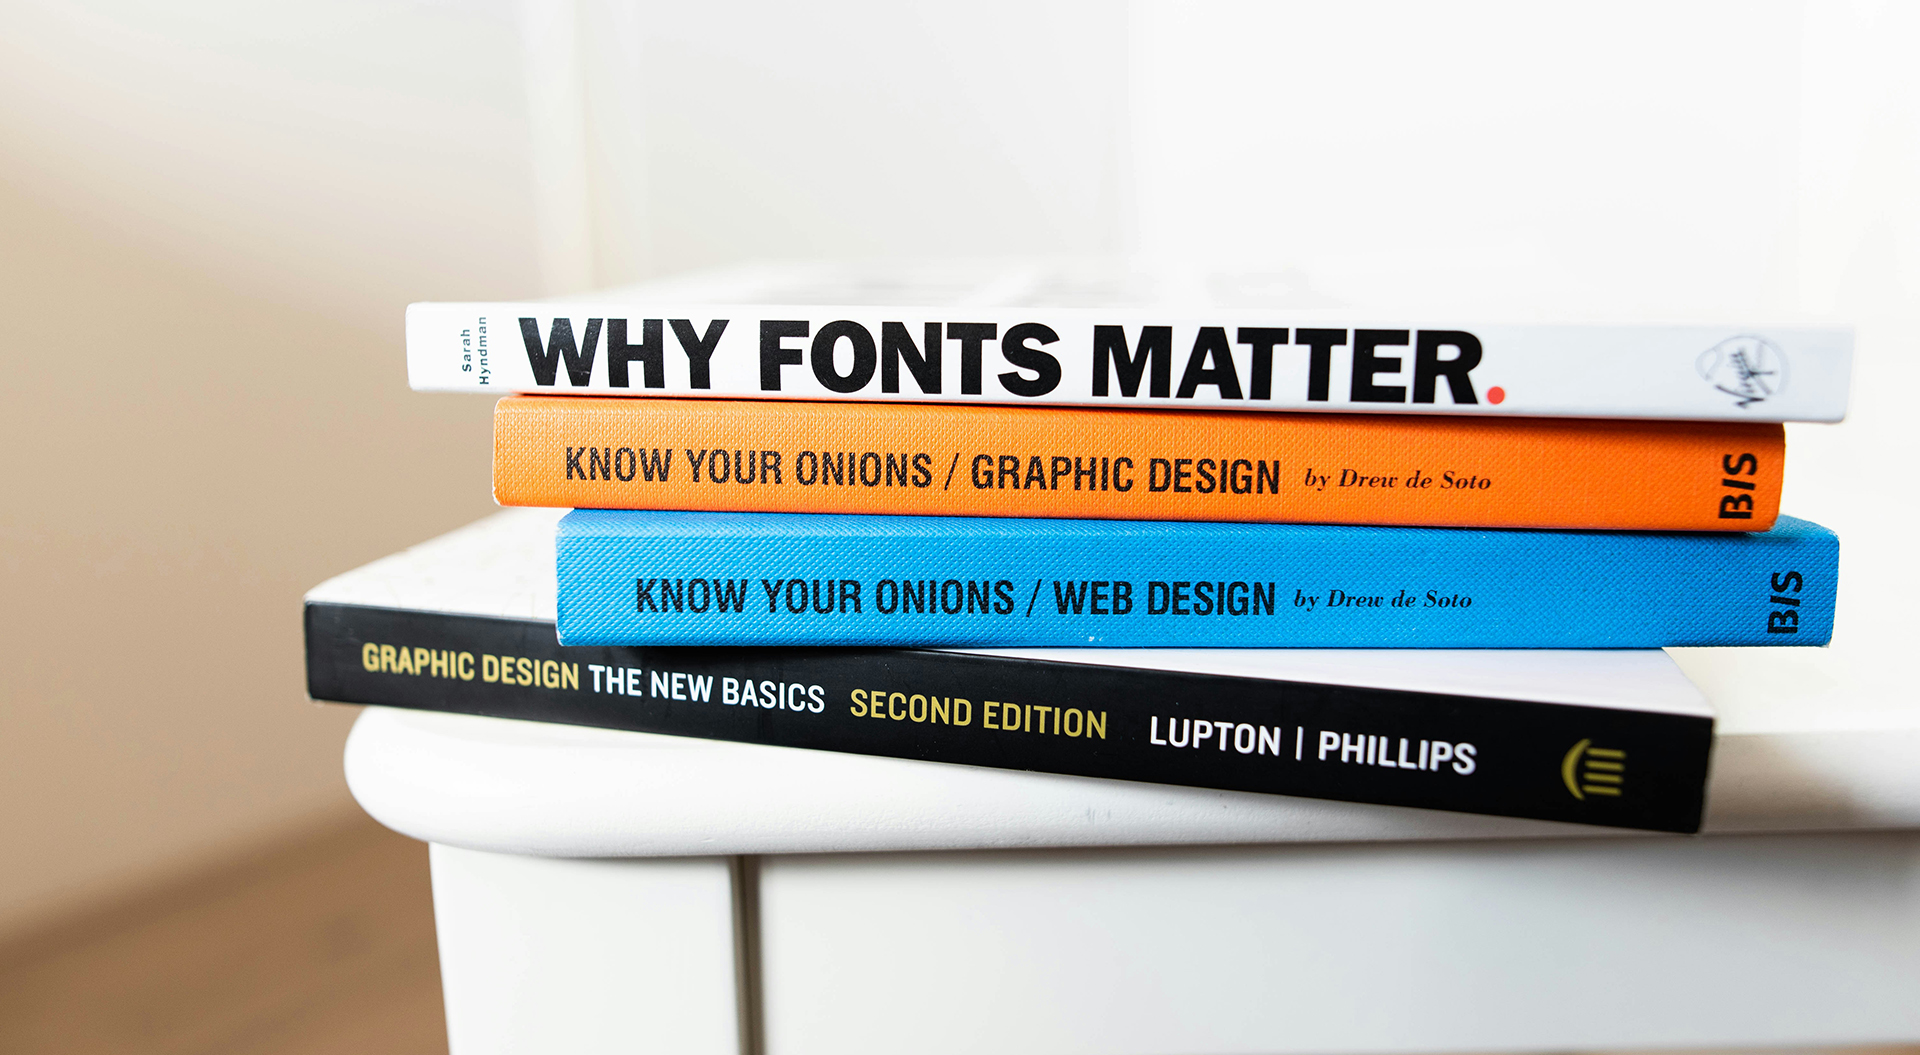 Sarah
Hyndman
WHY FONTS MATTER.
Virgin
KNOW YOUR ONIONS / GRAPHIC DESIGN by Drew de Soto
BIS
KNOW YOUR ONIONS / WEB DESIGN by Drew de Soto
BIS
GRAPHIC DESIGN THE NEW BASICS SECOND EDITION LUPTON | PHILLIPS